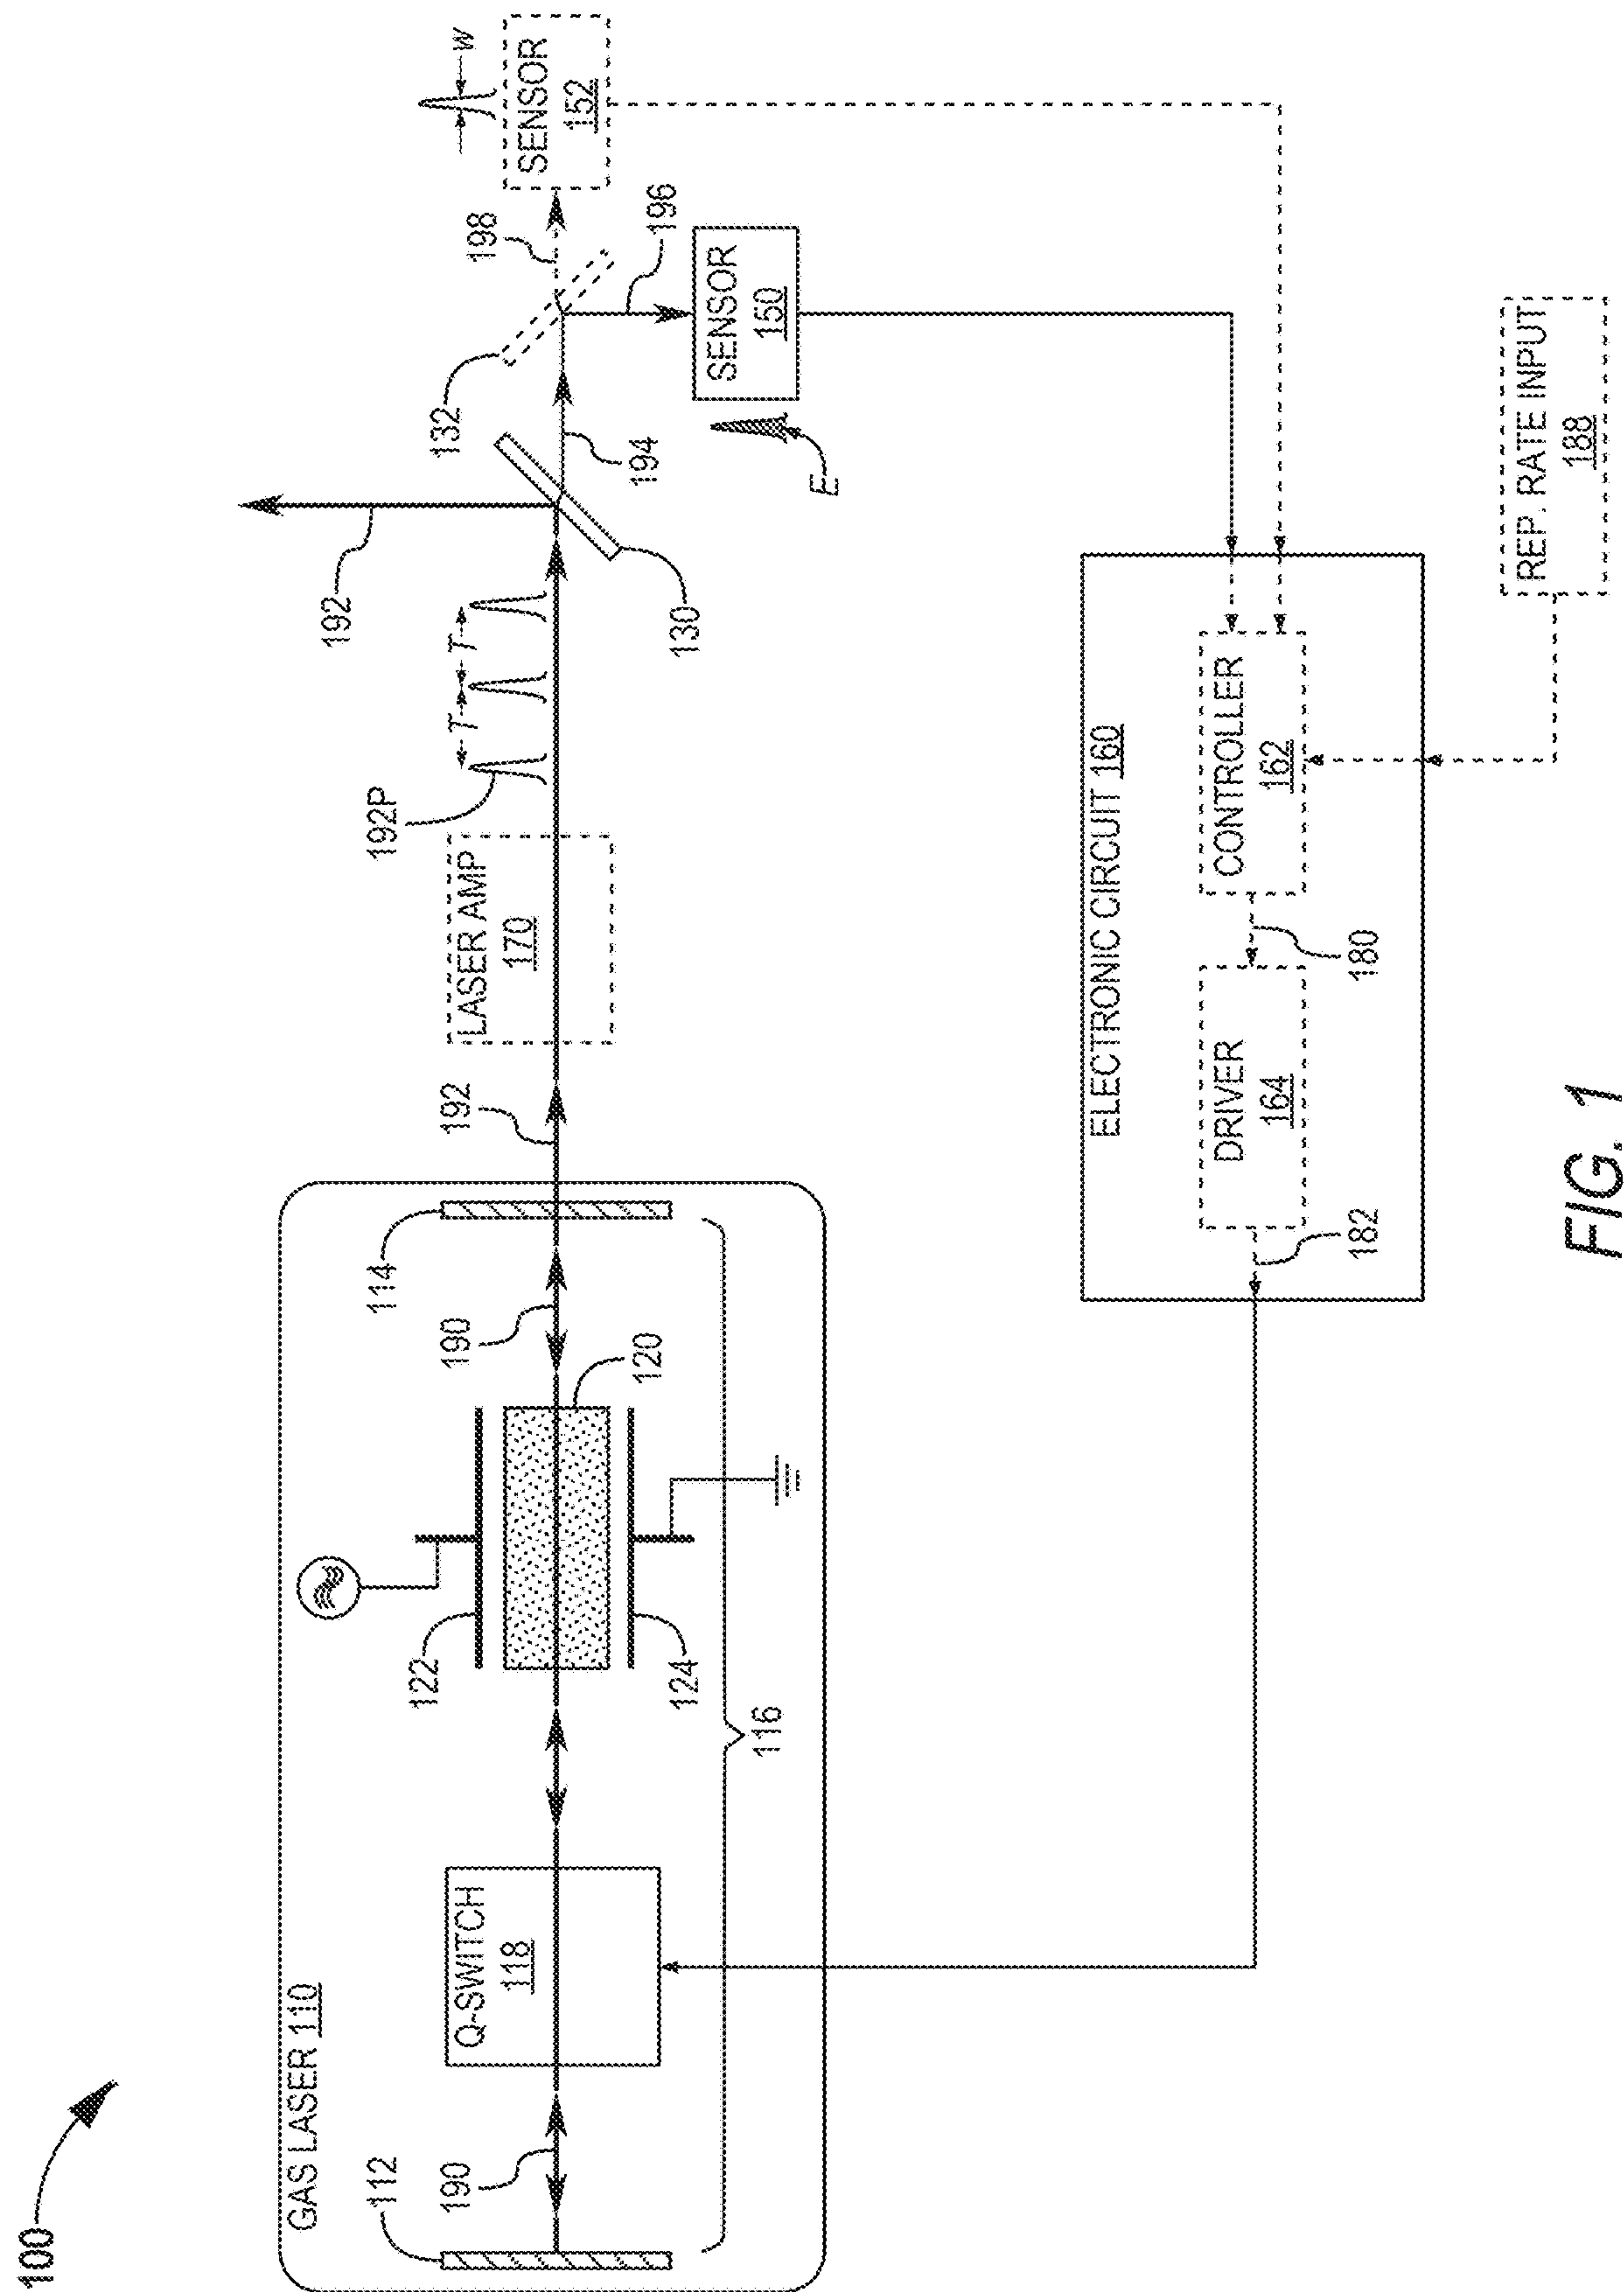 100
GAS LASER 110
112
190
Q-SWITCH
118
122
124
116
120
190
114
192
LASER AMP
170
192P
T
T
192
130
132
194
198
196
W
SENSOR
152
SENSOR
150
E
ELECTRONIC CIRCUIT 160
182
DRIVER
164
180
CONTROLLER
162
REP. RATE INPUT
188
FIG. 1